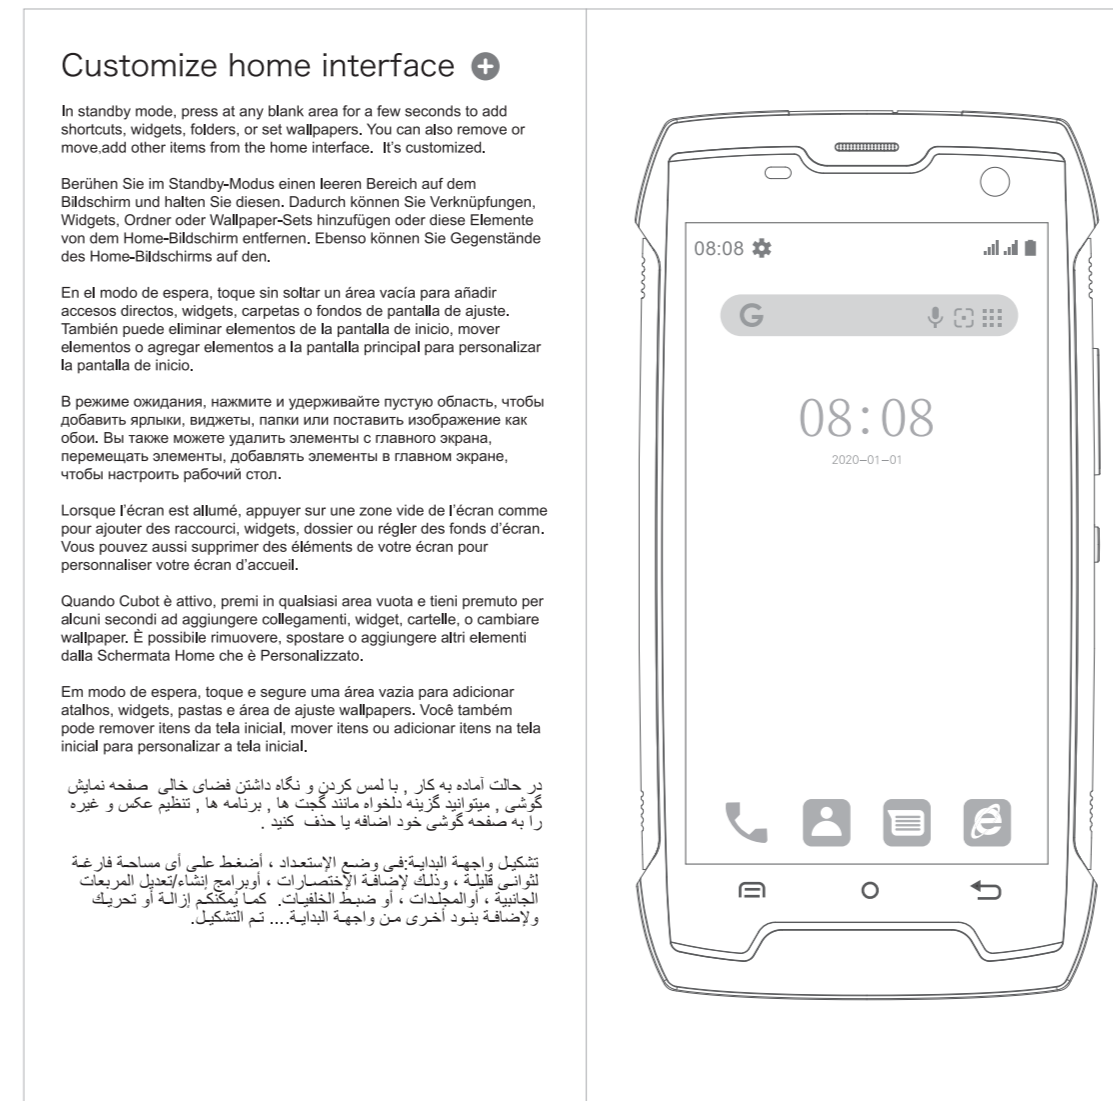 Customize home interface
In standby mode, press at any blank area for a few seconds to add
shortcuts, widgets, folders, or set wallpapers. You can also remove or
move,add other items from the home interface.  It's customized.
Berühen Sie im Standby-Modus einen leeren Bereich auf dem
Bildschirm und halten Sie diesen. Dadurch können Sie Verknüpfungen,
Widgets, Ordner oder Wallpaper-Sets hinzufügen oder diese Elemente
von dem Home-Bildschirm entfernen. Ebenso können Sie Gegenstände
des Home-Bildschirms auf den.
En el modo de espera, toque sin soltar un área vacía para añadir
accesos directos, widgets, carpetas o fondos de pantalla de ajuste.
También puede eliminar elementos de la pantalla de inicio, mover
elementos o agregar elementos a la pantalla principal para personalizar
la pantalla de inicio.
В режиме ожидания, нажмите и удерживайте пустую область, чтобы
добавить ярлыки, виджеты, папки или поставить изображение как
обои. Вы также можете удалить элементы с главного экрана,
перемещать элементы, добавлять элементы в главном экране,
чтобы настроить рабочий стол.
Lorsque l'écran est allumé, appuyer sur une zone vide de l'écran comme
pour ajouter des raccourci, widgets, dossier ou régler des fonds d'écran.
Vous pouvez aussi supprimer des éléments de votre écran pour
personnaliser votre écran d'accueil.
Quando Cubot è attivo, premi in qualsiasi area vuota e tieni premuto per
alcuni secondi ad aggiungere collegamenti, widget, cartelle, o cambiare
wallpaper. È possibile rimuovere, spostare o aggiungere altri elementi
dalla Schermata Home che è Personalizzato.
Em modo de espera, toque e segure uma área vazia para adicionar
atalhos, widgets, pastas e área de ajuste wallpapers. Você também
pode remover itens da tela inicial, mover itens ou adicionar itens na tela
inicial para personalizar a tela inicial.
در حالت آماده به کار , با لمس کردن و نگاه داشتن فضای خالی  صفحه نمایش
گوشی , میتوانید گزینه دلخواه مانند گجت ها , برنامه ها , تنظیم عکس و غیره
را به صفحه گوشی خود اضافه یا حذف  کنید .
تشكيل واجهة البداية:فى وضع الإستعداد ، أضغط على أى مساحة فارغة
لثوانى قليلة ، وذلك لإضافة الإختصارات ، أوبرامج إنشاء/تعديل المربعات
الجانبية ، أوالمجلدات ، أو ضبط الخلفيات.  كما يُمكنكم إزالة أو تحريك
ولإضافة بنود أخرى من واجهة البداية.... تم التشكيل.
08:08
G
08:08
2020-01-01